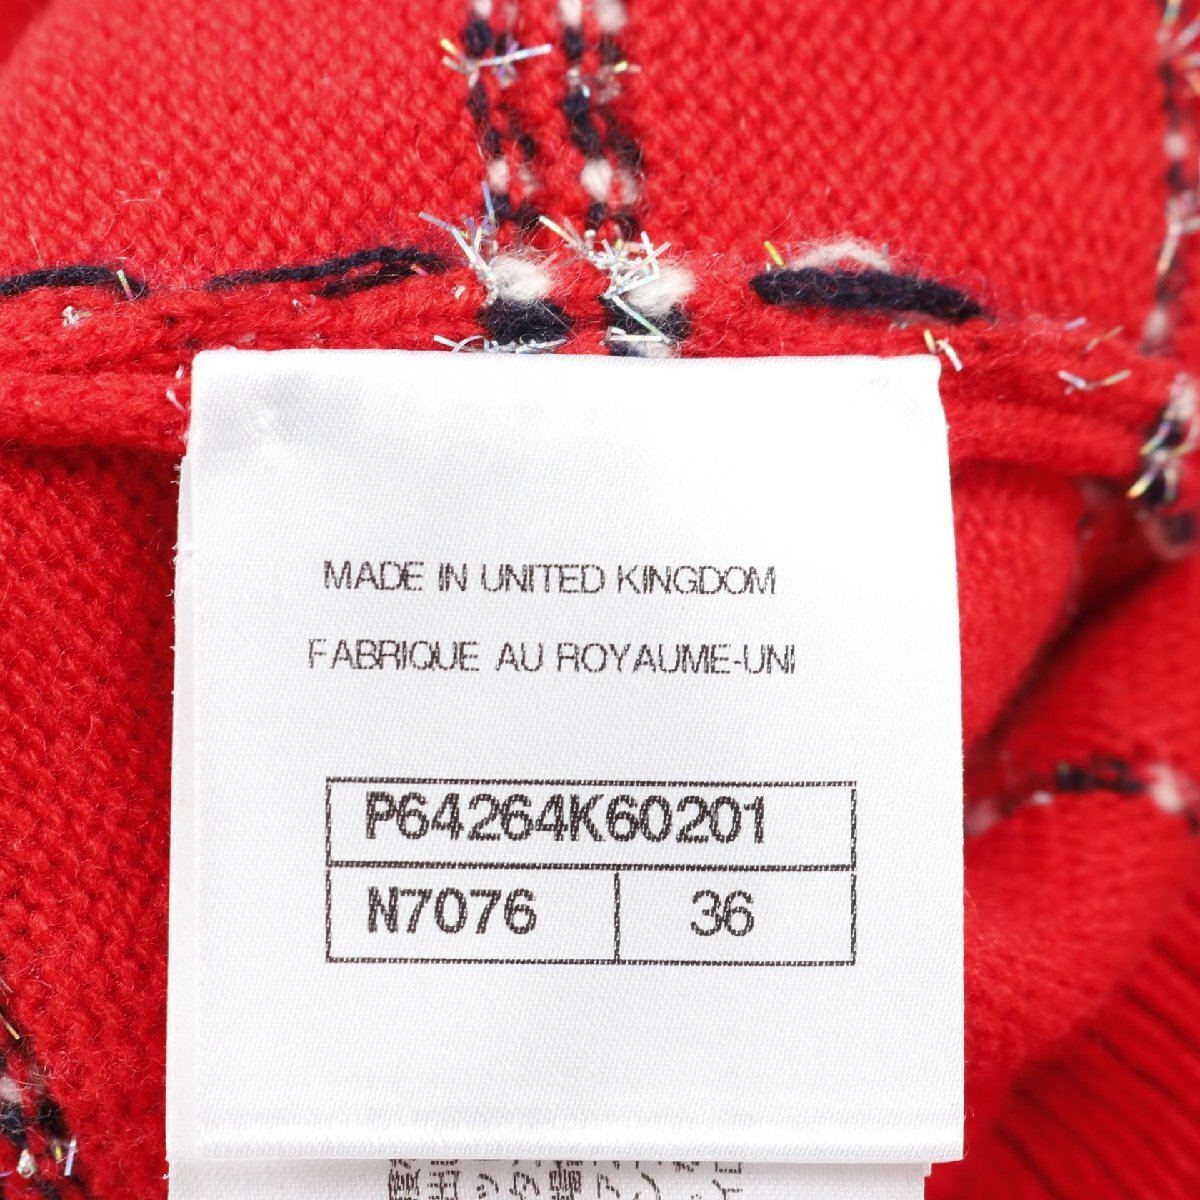 MADE IN UNITED KINGDOM
FABRIQUE AU ROYAUME-UNI
P64264K60201
N7076 36